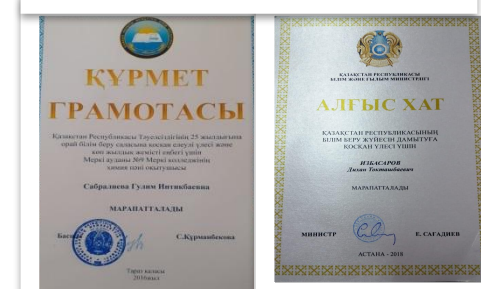 ҚҰРМЕТ
ГРАМОТАСЫ
Қазақстан Республикасы Тәуелсіздігінің 25 жылдығына
орай білім беру саласына қосқан елеулі үлесі және
көп жылдық жемісті еңбегі үшін
Меркі ауданы №9 Меркі колледжінің
химия пәні оқытушысы
Сабралиева Гулим
МАРАПАТТАЛАДЫ
С.Құрманбекова
Тараз қаласы
ҚАЗАҚСТАН РЕСПУБЛИКАСЫ
БІЛІМ ЖӘНЕ ҒЫЛЫМ МИНИСТРЛІГІ
АЛҒЫС ХАТ
ҚАЗАҚСТАН РЕСПУБЛИКАСЫНЫҢ
БІЛІМ БЕРУ ЖҮЙЕСІН ДАМЫТУҒА
ҚОСҚАН ҮЛЕСІ ҮШІН
ИЗБАСАРОВ
МАРАПАТТАЛАДЫ
МИНИСТР Е. САГАДИЕВ
АСТАНА - 2018